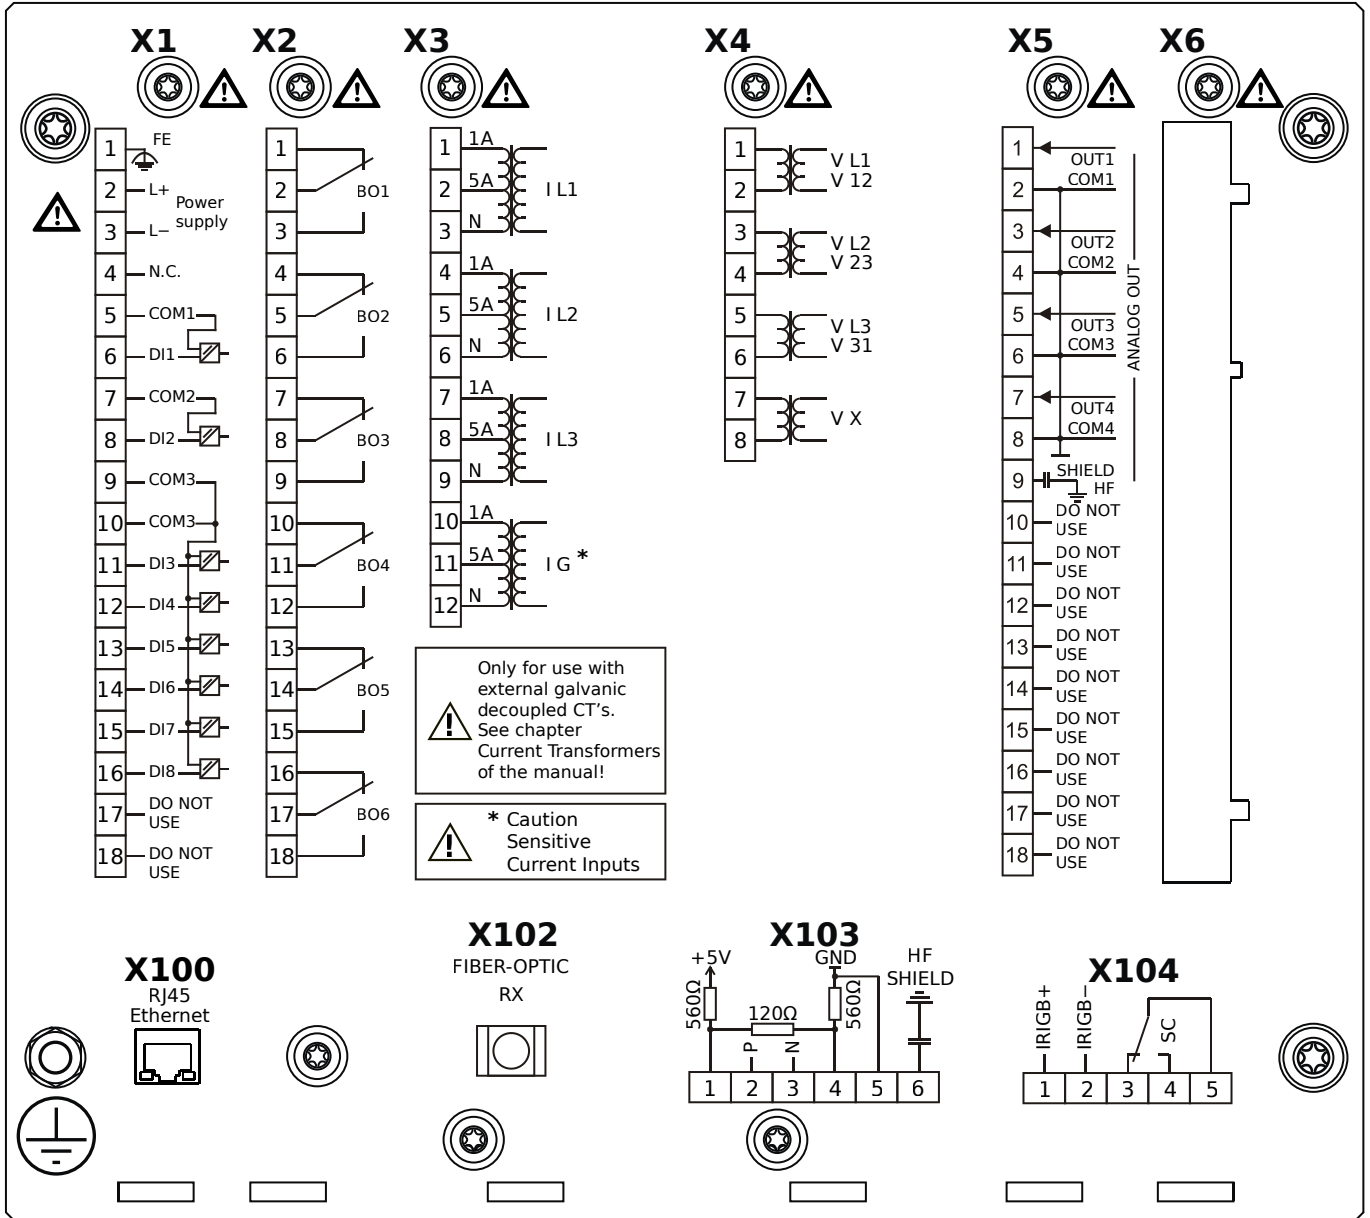 X1 X2 X3 X4 X5 X6
1 FE
2 L+
Power
supply
3 L−
4 N.C.
5 COM1
6 DI1
7 COM2
8 DI2
9 COM3
10 COM3
11 DI3
12 DI4
13 DI5
14 DI6
15 DI7
16 DI8
17 DO NOT
USE
18 DO NOT
USE
1
2 BO1
3
4
5 BO2
6
7
8 BO3
9
10
11 BO4
12
13
14 BO5
15
16
17 BO6
18
1 1A
2 5A I L1
3 N
4 1A
5 5A I L2
6 N
7 1A
8 5A I L3
9 N
10 1A
11 5A I G *
12 N
Only for use with
external galvanic
decoupled CT's.
See chapter
Current Transformers
of the manual!
* Caution
Sensitive
Current Inputs
1 V L1
2 V 12
3 V L2
4 V 23
5 V L3
6 V 31
7 V X
8
1 OUT1
2 COM1
3 OUT2
4 COM2
5 OUT3
6 COM3
7 OUT4
8 COM4
ANALOG OUT
9 SHIELD
HF
10 DO NOT
USE
11 DO NOT
USE
12 DO NOT
USE
13 DO NOT
USE
14 DO NOT
USE
15 DO NOT
USE
16 DO NOT
USE
17 DO NOT
USE
18 DO NOT
USE
X100
RJ45
Ethernet
X102
FIBER-OPTIC
RX
X103
+5V GND HF
SHIELD
560Ω 120Ω 560Ω
P N
1 2 3 4 5 6
X104
IRIGB+ IRIGB− SC
1 2 3 4 5